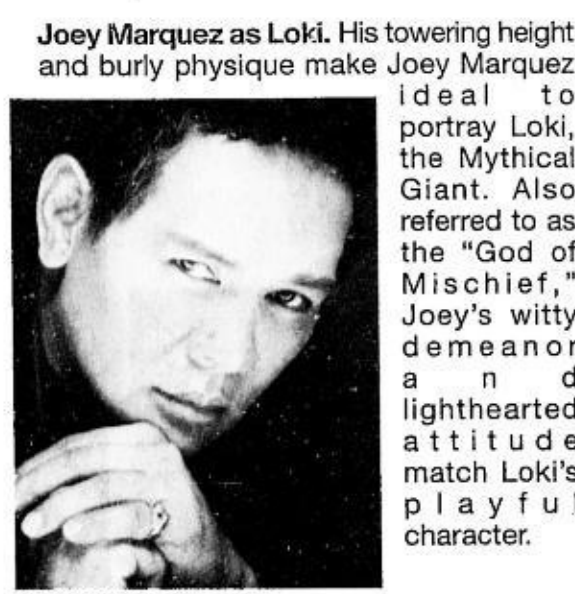 Joey Marquez as Loki. His towering height
and burly physique make Joey Marquez
ideal to
portray Loki,
the Mythical
Giant. Also
referred to as
the “God of
Mischief,”
Joey’s witty
demeanor
and
lighthearted
attitude
match Loki’s
playful
character.